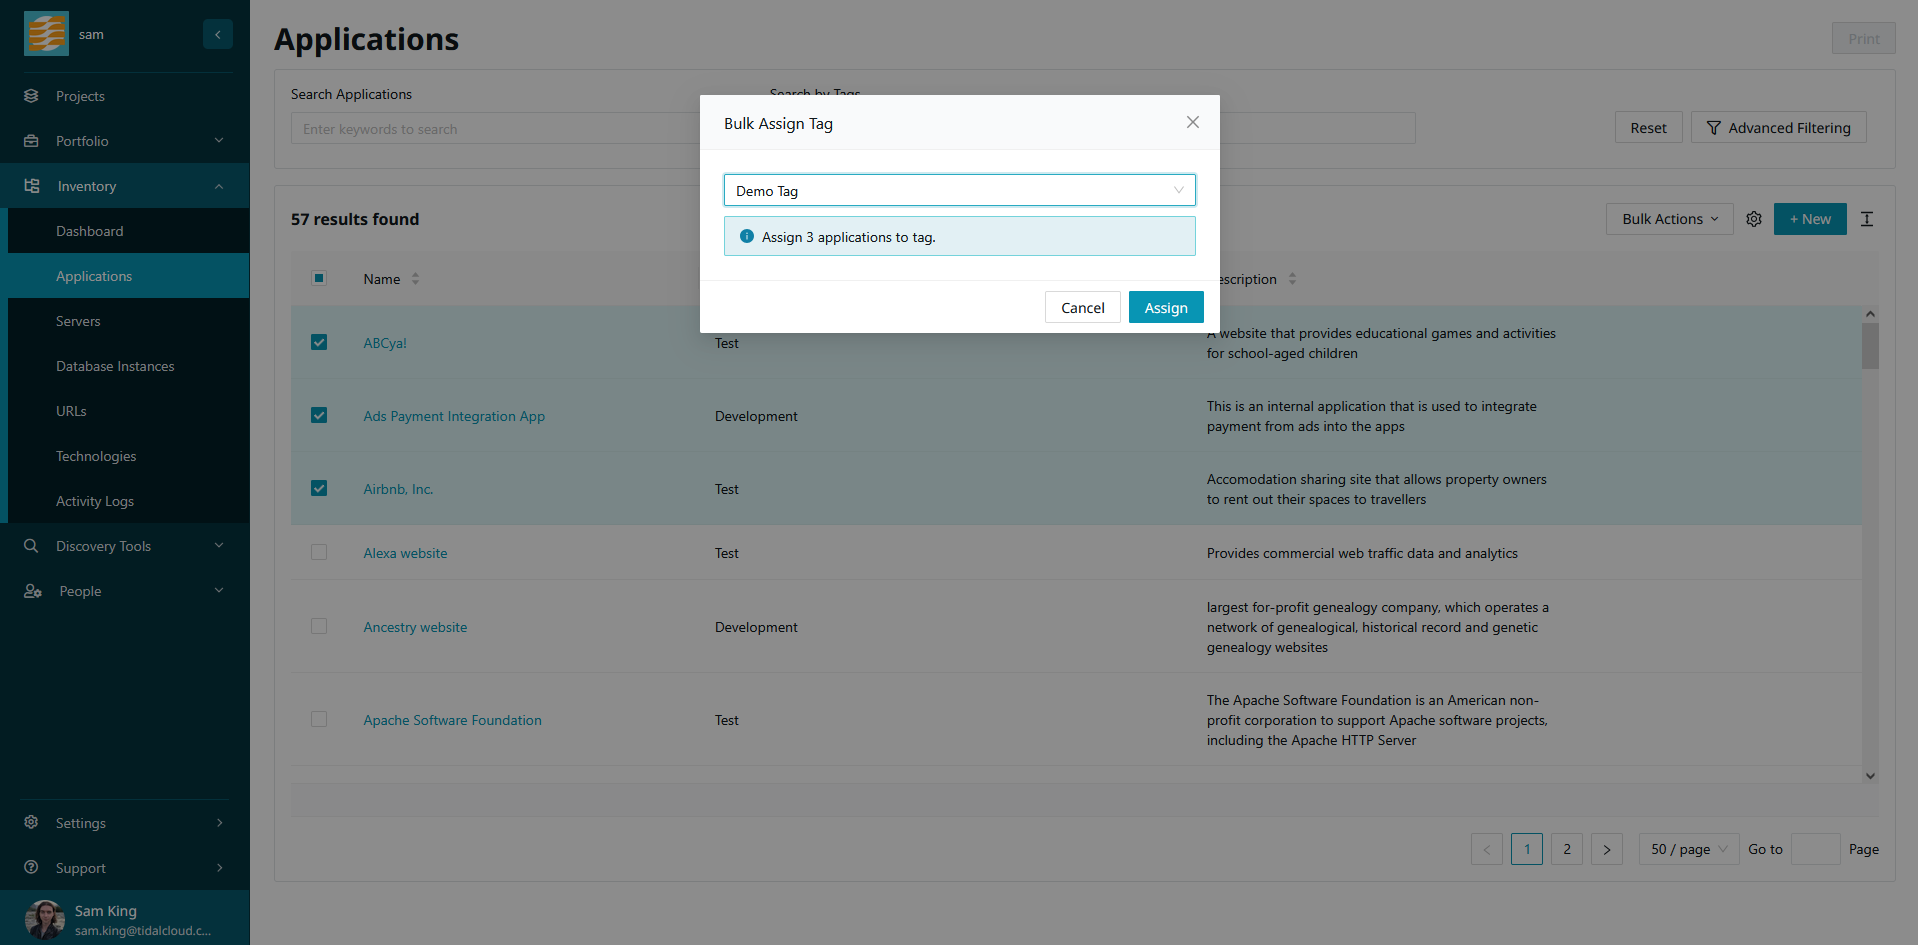 sam
Projects
Portfolio
Inventory
Dashboard
Applications
Servers
Database Instances
URLs
Technologies
Activity Logs
Discovery Tools
People
Settings
Support
Sam King
sam.king@tidalcloud.c...
Applications
Print
Search Applications
Search by Tags
Enter keywords to search
Reset
Advanced Filtering
57 results found
Bulk Actions
+ New
Bulk Assign Tag
Demo Tag
Assign 3 applications to tag.
Cancel
Assign
Name
escription
ABCya!
Test
A website that provides educational games and activities
for school-aged children
Ads Payment Integration App
Development
This is an internal application that is used to integrate
payment from ads into the apps
Airbnb, Inc.
Test
Accomodation sharing site that allows property owners
to rent out their spaces to travellers
Alexa website
Test
Provides commercial web traffic data and analytics
Ancestry website
Development
largest for-profit genealogy company, which operates a
network of genealogical, historical record and genetic
genealogy websites
Apache Software Foundation
Test
The Apache Software Foundation is an American non-
profit corporation to support Apache software projects,
including the Apache HTTP Server
1
2
50 / page
Go to
Page